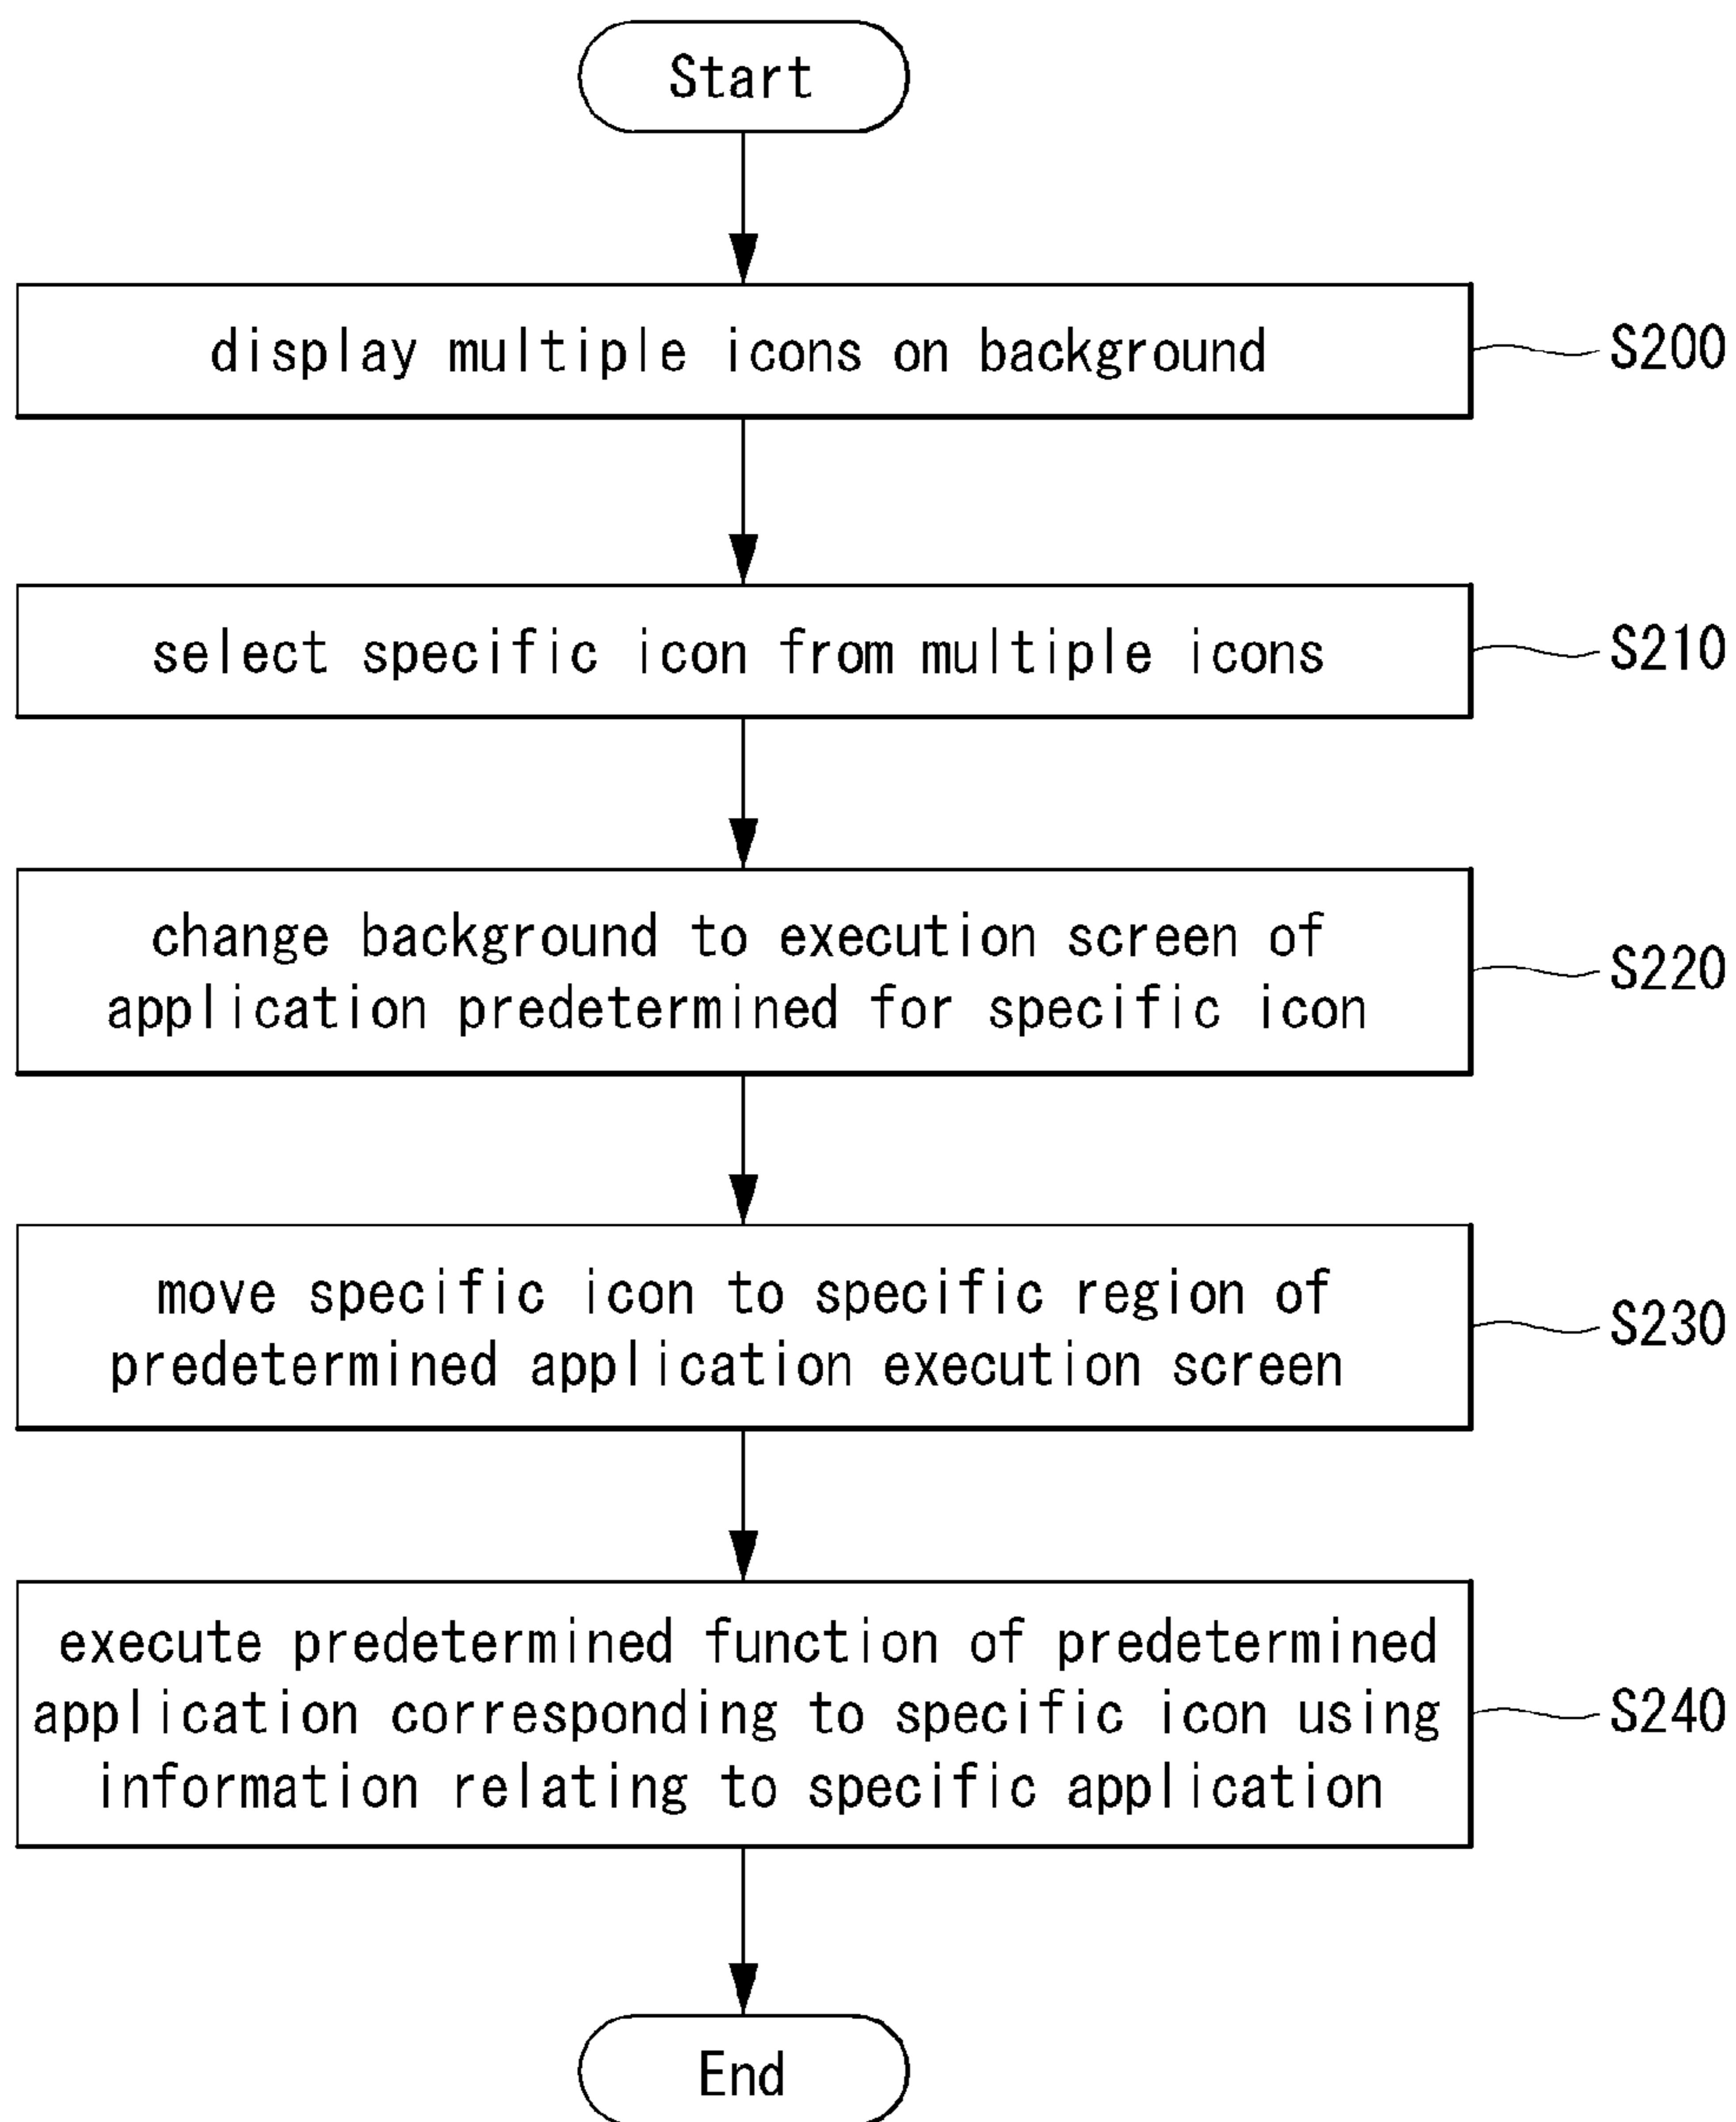 Start
display multiple icons on background
S200
select specific icon from multiple icons
S210
change background to execution screen of
application predetermined for specific icon
S220
move specific icon to specific region of
predetermined application execution screen
S230
execute predetermined function of predetermined
application corresponding to specific icon using
information relating to specific application
S240
End